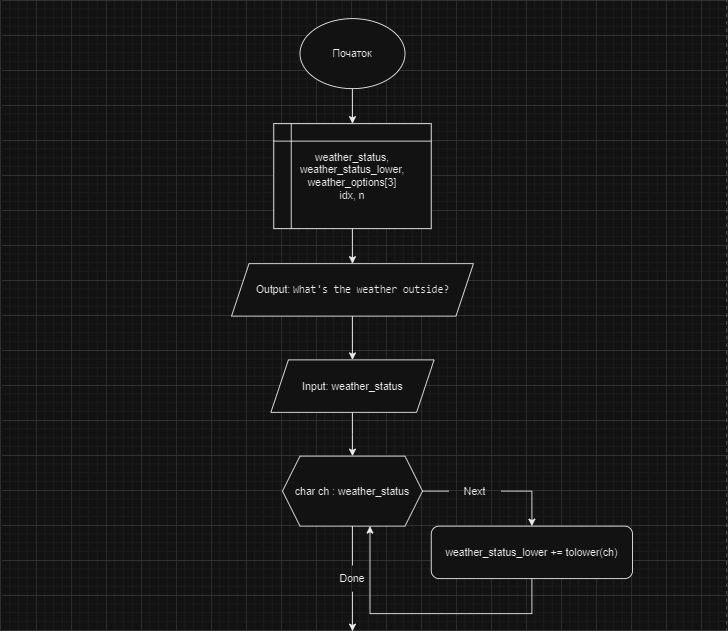 Початок
weather_status,
weather_status_lower,
weather_options[3]
idx, n
Output: What's the weather outside?
Input: weather_status
char ch : weather_status
Next
weather_status_lower += tolower(ch)
Done